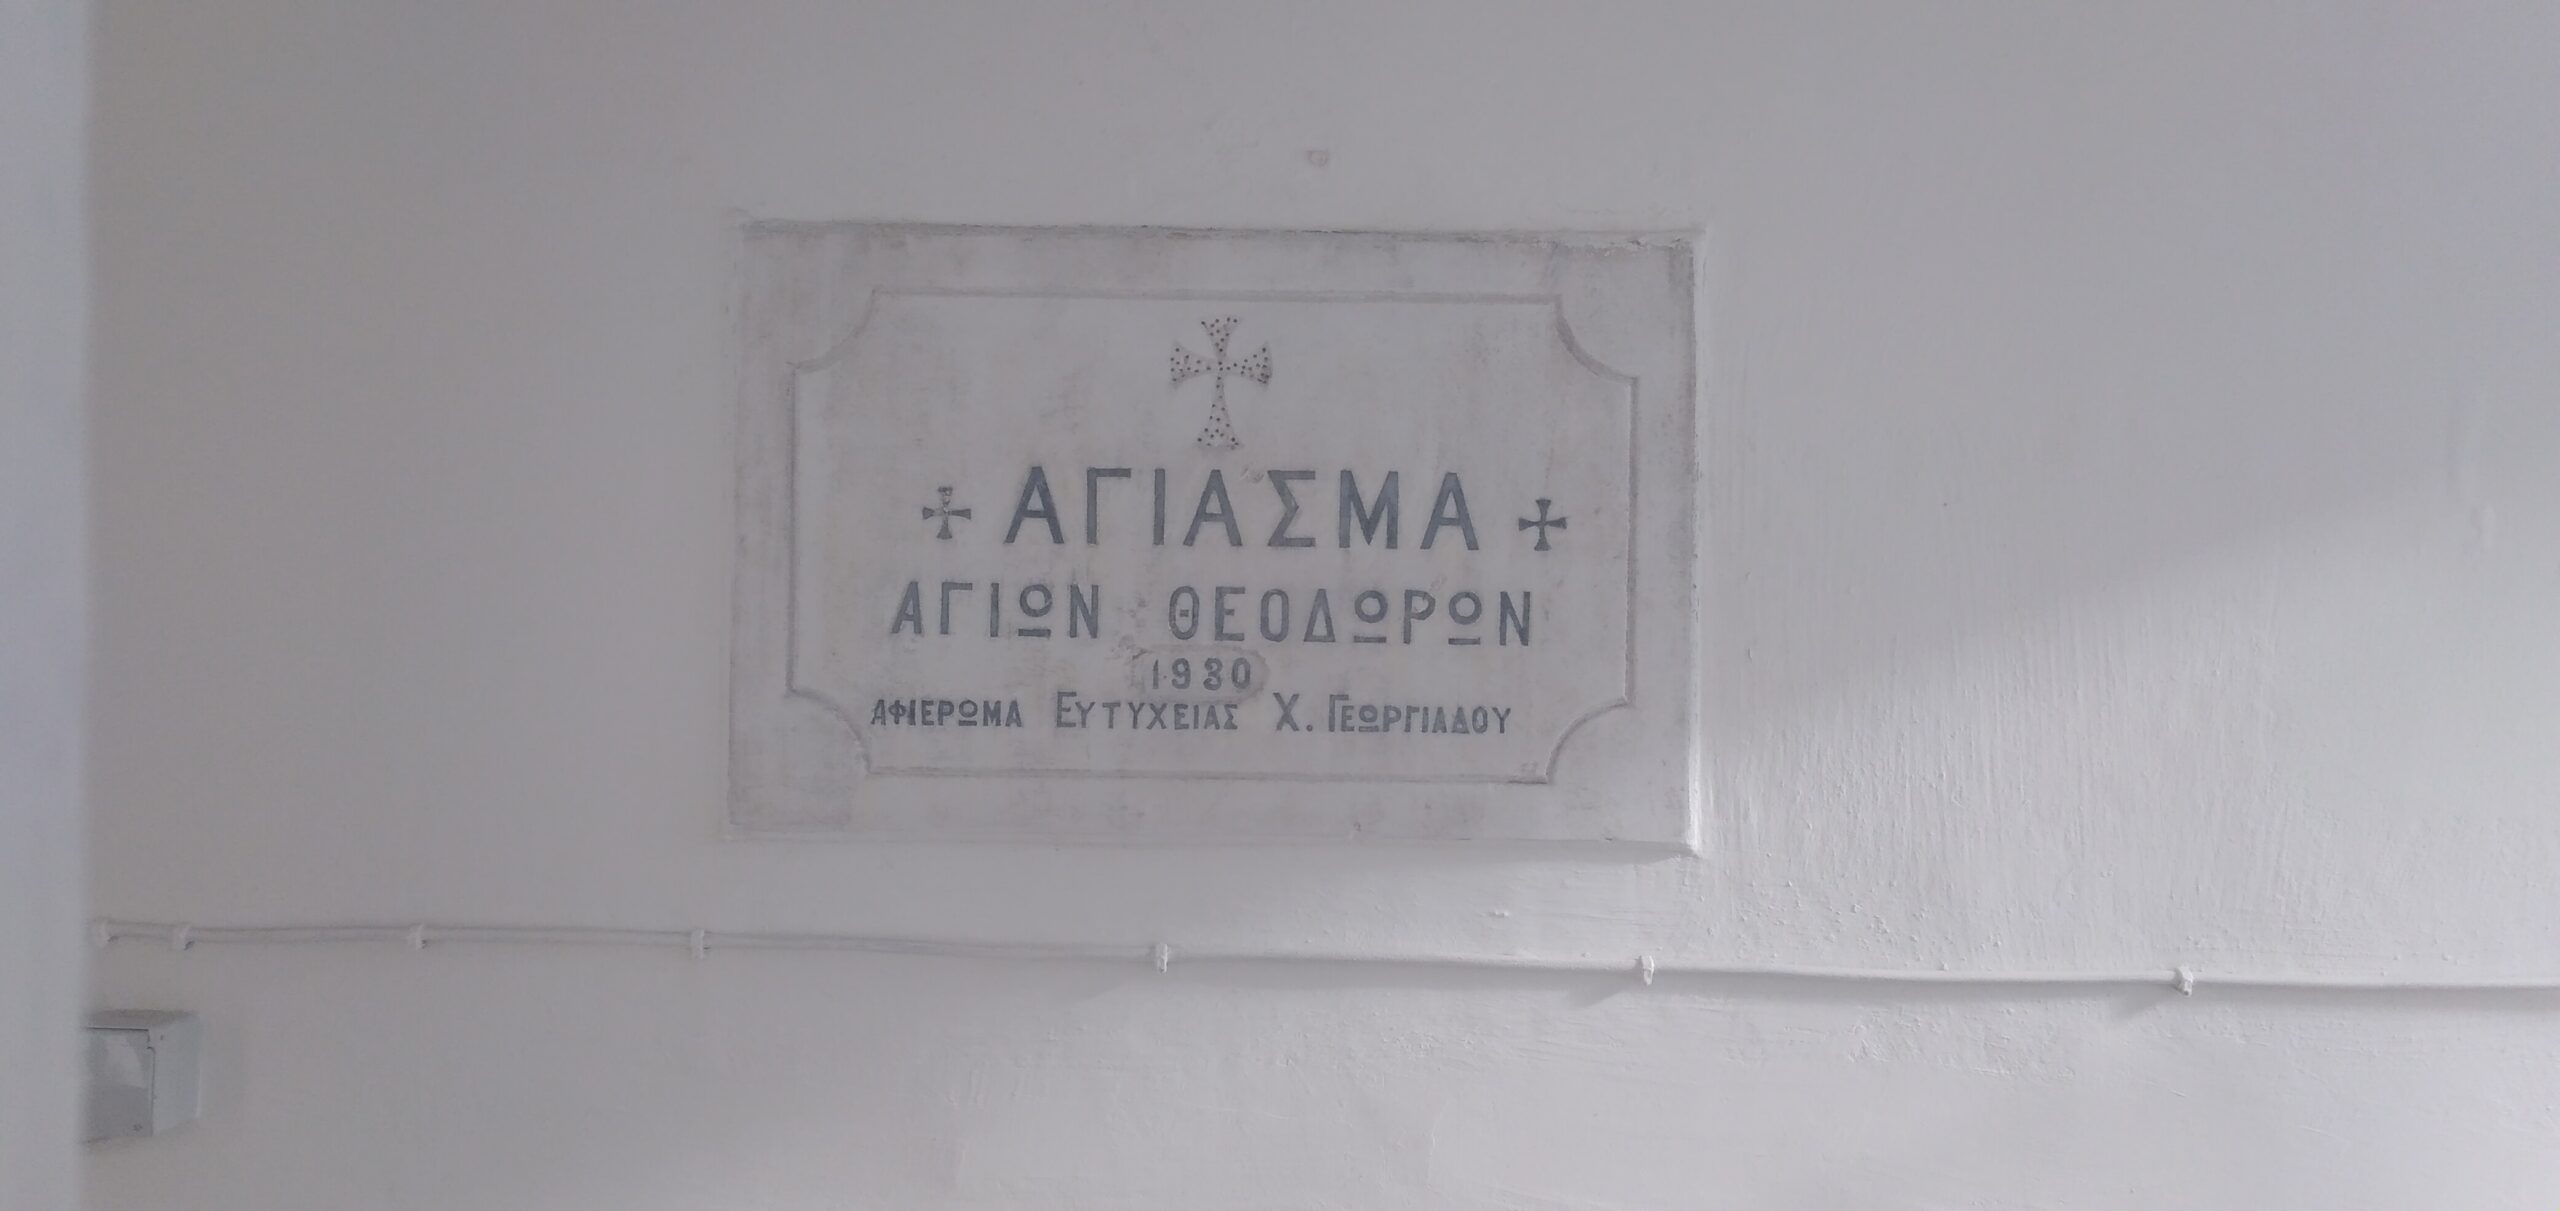 ΑΓΙΑΣΜΑ
ΑΓΙΩΝ ΘΕΟΔΩΡΩΝ
1930
ΑΦΙΕΡΩΜΑ ΕΥΤΥΧΕΙΑΣ Χ. ΓΕΩΡΓΙΑΔΟΥ